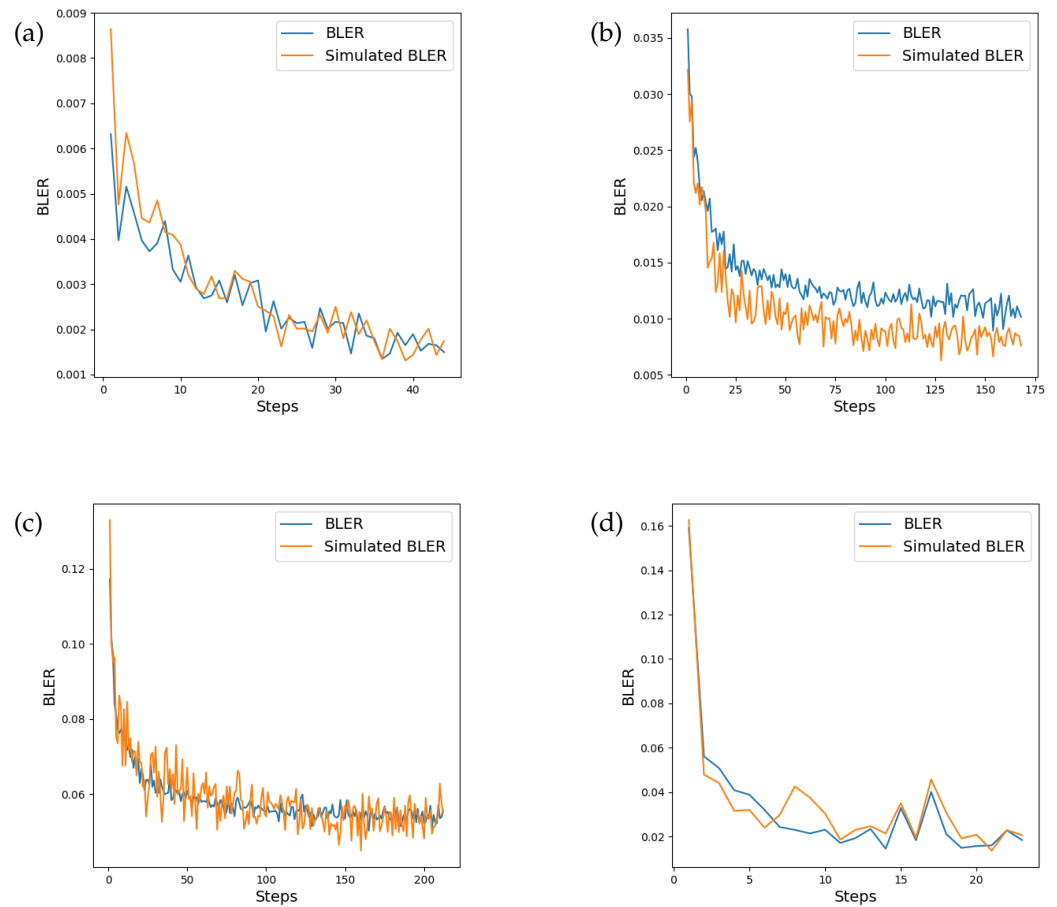 (a)
BLER
Simulated BLER
0.009
0.008
0.007
0.006
0.005
0.004
0.003
0.002
0.001
BLER
0 10 20 30 40
Steps
(b)
BLER
Simulated BLER
0.035
0.030
0.025
0.020
0.015
0.010
0.005
BLER
0 25 50 75 100 125 150 175
Steps
(c)
BLER
Simulated BLER
0.12
0.10
0.08
0.06
BLER
0 50 100 150 200
Steps
(d)
BLER
Simulated BLER
0.16
0.14
0.12
0.10
0.08
0.06
0.04
0.02
BLER
0 5 10 15 20
Steps